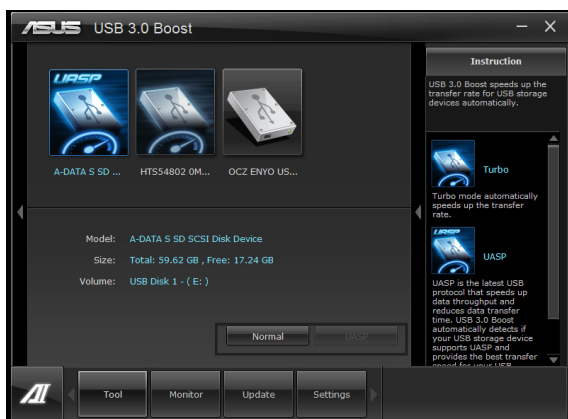 ASUS USB 3.0 Boost
UASP
A-DATA S SD ...
HTS54802 0M...
OCZ ENYO US...
Model: A-DATA S SD SCSI Disk Device
Size: Total: 59.62 GB , Free: 17.24 GB
Volume: USB Disk 1 - ( E: )
Normal
UASP
Instruction
USB 3.0 Boost speeds up the
transfer rate for USB storage
devices automatically.
Turbo
Turbo mode automatically
speeds up the transfer
rate.
UASP
UASP
UASP is the latest USB
protocol that speeds up
data throughput and
reduces data transfer
time. USB 3.0 Boost
automatically detects if
your USB storage device
supports UASP and
provides the best transfer
speed for your USB
Tool
Monitor
Update
Settings